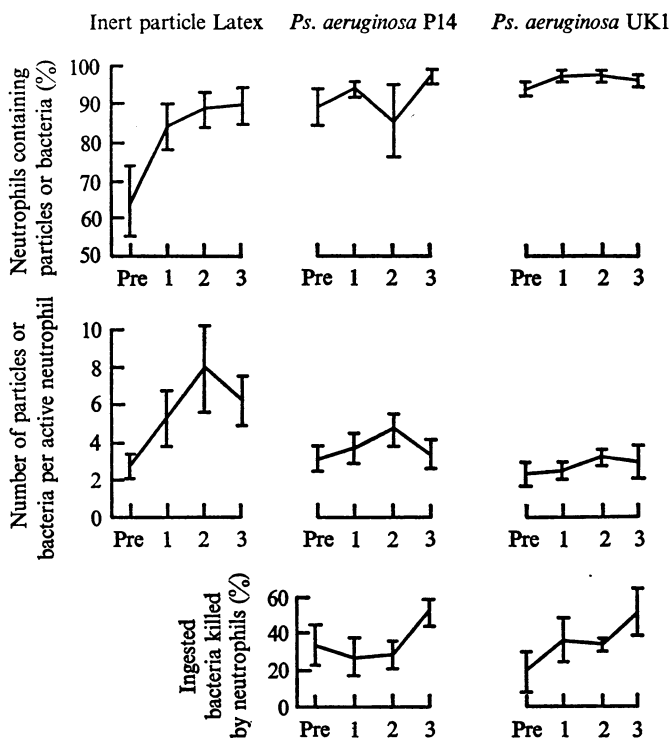 Inert particle Latex Ps. aeruginosa P14 Ps. aeruginosa UK1
Neutrophils containing
particles or bacteria (%)
100
90
80
70
60
50
Pre 1 2 3 Pre 1 2 3 Pre 1 2 3
Number of particles or
bacteria per active neutrophil
10
8
6
4
2
0
Pre 1 2 3 Pre 1 2 3 Pre 1 2 3
Ingested
bacteria killed
by neutrophils (%)
60
40
20
0
Pre 1 2 3 Pre 1 2 3